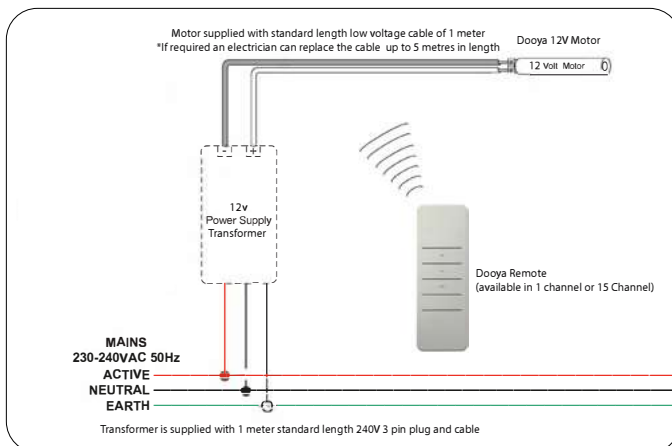 Motor supplied with standard length low voltage cable of 1 meter
*If required an electrician can replace the cable up to 5 metres in length
Dooya 12V Motor
12 Volt Motor
- +
12v
Power Supply
Transformer
Dooya Remote
(available in 1 channel or 15 Channel)
MAINS
230-240VAC 50Hz
ACTIVE
NEUTRAL
EARTH
Transformer is supplied with 1 meter standard length 240V 3 pin plug and cable